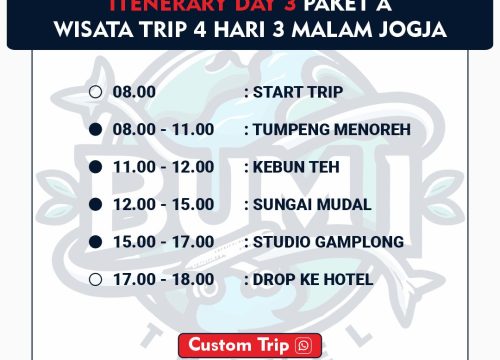 ITENERARY DAY 3 PAKET A
WISATA TRIP 4 HARI 3 MALAM JOGJA
08.00 : START TRIP
08.00 - 11.00 : TUMPENG MENOREH
11.00 - 12.00 : KEBUN TEH
12.00 - 15.00 : SUNGAI MUDAL
15.00 - 17.00 : STUDIO GAMPLONG
17.00 - 18.00 : DROP KE HOTEL
BUMI
Custom Trip